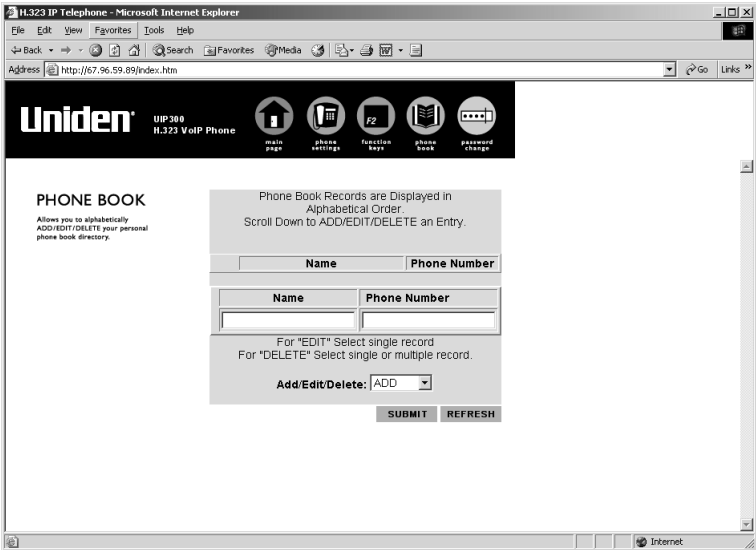 H.323 IP Telephone - Microsoft Internet Explorer
File Edit View Favorites Tools Help
Back Search Favorites Media
Address http://67.96.59.89/index.htm Go Links »
Uniden UIP300
H.323 VoIP Phone
F2
main page
phone settings
function keys
phone book
password change
PHONE BOOK
Allows you to alphabetically
ADD/EDIT/DELETE your personal
phone book directory.
Phone Book Records are Displayed in
Alphabetical Order.
Scroll Down to ADD/EDIT/DELETE an Entry.
Name Phone Number
Name Phone Number
For "EDIT" Select single record
For "DELETE" Select single or multiple record.
Add/Edit/Delete: ADD
SUBMIT REFRESH
Internet